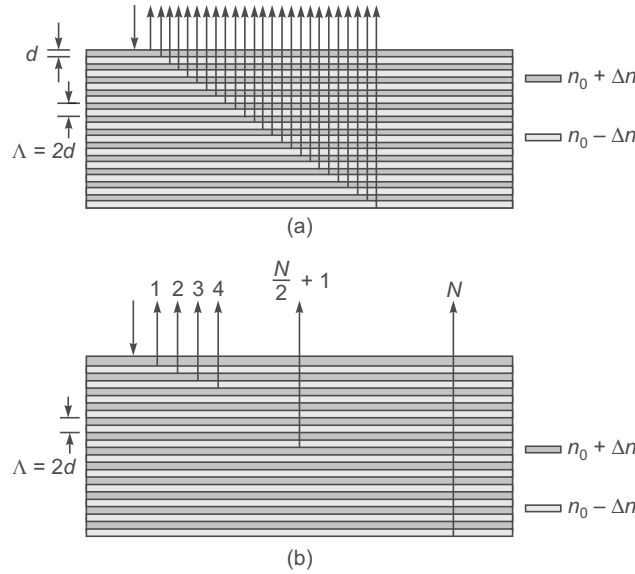 d
n₀ + Δn
Λ = 2d
n₀ − Δn
(a)
1 2 3 4 N/2 + 1 N
Λ = 2d
n₀ + Δn
n₀ − Δn
(b)